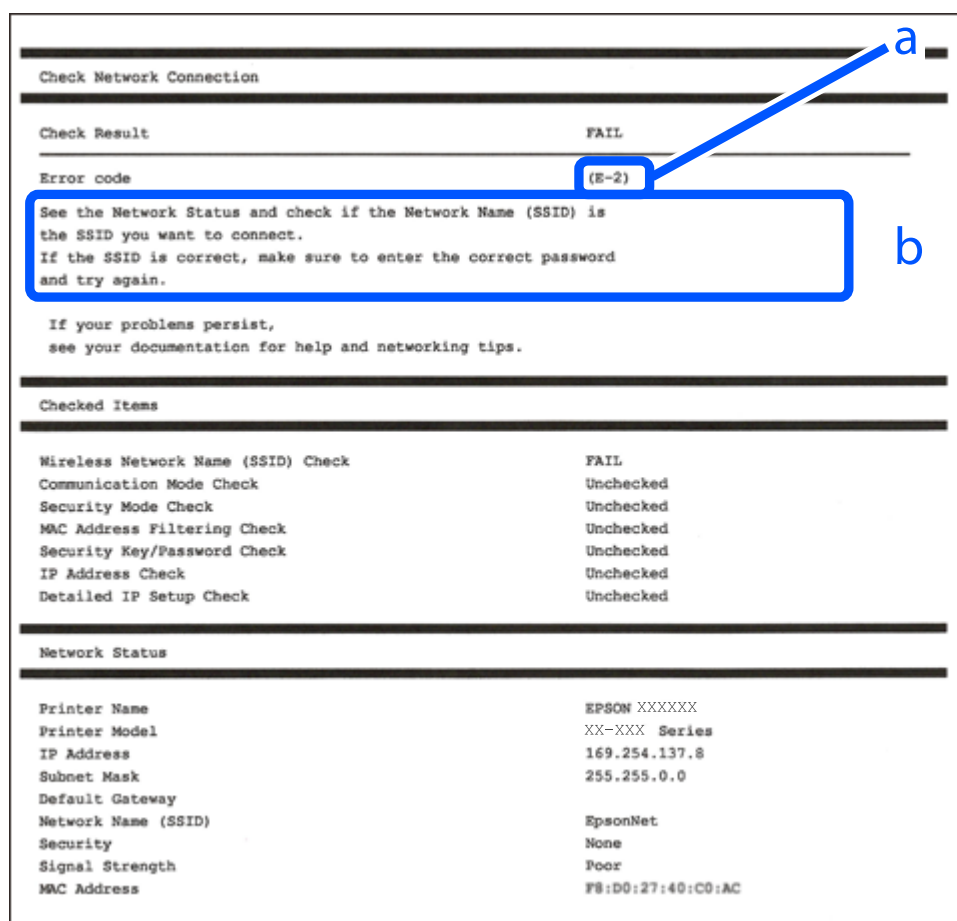 a
Check Network Connection
Check Result FAIL
Error code (E-2)
See the Network Status and check if the Network Name (SSID) is
the SSID you want to connect.
If the SSID is correct, make sure to enter the correct password
and try again.
b
If your problems persist,
see your documentation for help and networking tips.
Checked Items
Wireless Network Name (SSID) Check FAIL
Communication Mode Check Unchecked
Security Mode Check Unchecked
MAC Address Filtering Check Unchecked
Security Key/Password Check Unchecked
IP Address Check Unchecked
Detailed IP Setup Check Unchecked
Network Status
Printer Name EPSON XXXXXX
Printer Model XX-XXX Series
IP Address 169.254.137.8
Subnet Mask 255.255.0.0
Default Gateway
Network Name (SSID) EpsonNet
Security None
Signal Strength Poor
MAC Address F8:D0:27:40:C0:AC